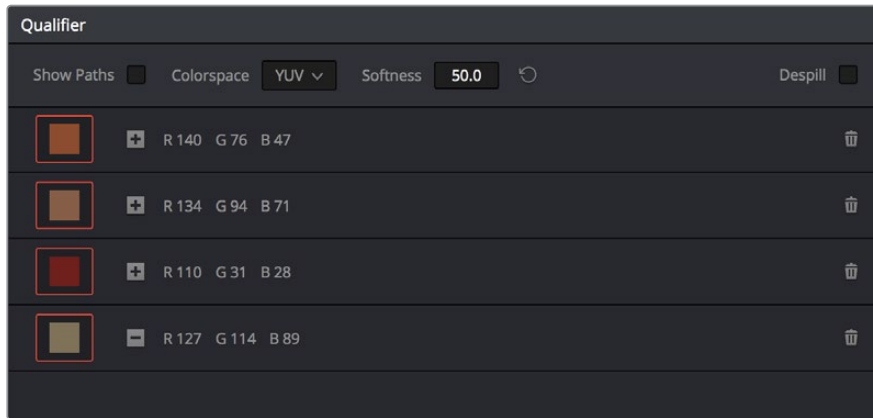 Qualifier
Show Paths Colorspace YUV Softness 50.0 Despill
R 140 G 76 B 47
R 134 G 94 B 71
R 110 G 31 B 28
R 127 G 114 B 89